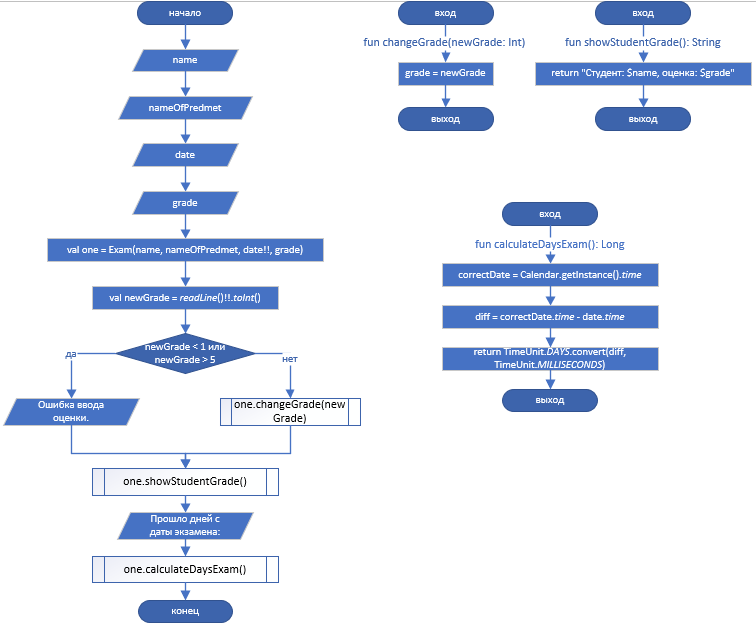 начало
name
nameOfPredmet
date
grade
val one = Exam(name, nameOfPredmet, date!!, grade)
val newGrade = readLine()!!.toInt()
newGrade < 1 или
newGrade > 5
да
нет
Ошибка ввода
оценки.
one.changeGrade(new
Grade)
one.showStudentGrade()
Прошло дней с
даты экзамена:
one.calculateDaysExam()
конец
вход
fun changeGrade(newGrade: Int)
grade = newGrade
выход
вход
fun showStudentGrade(): String
return "Студент: $name, оценка: $grade"
выход
вход
fun calculateDaysExam(): Long
correctDate = Calendar.getInstance().time
diff = correctDate.time - date.time
return TimeUnit.DAYS.convert(diff,
TimeUnit.MILLISECONDS)
выход